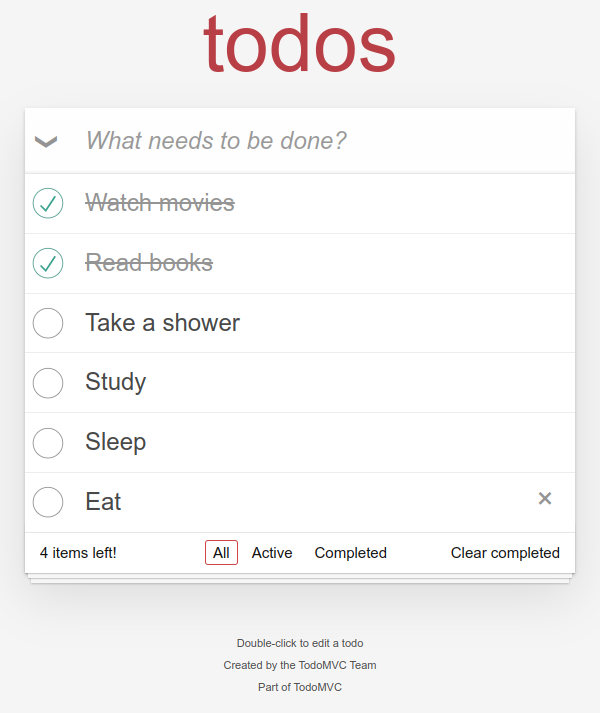 todos
What needs to be done?
Watch movies
Read books
Take a shower
Study
Sleep
Eat
4 items left! All Active Completed Clear completed
Double-click to edit a todo
Created by the TodoMVC Team
Part of TodoMVC